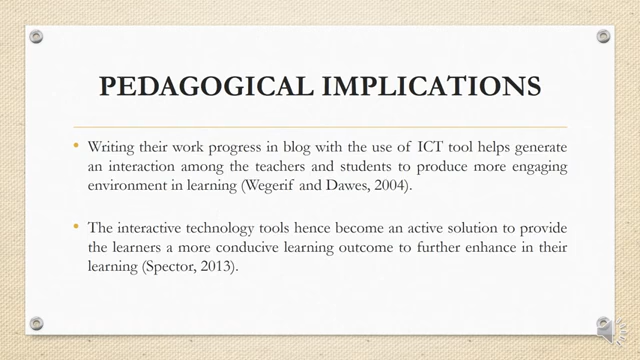 PEDAGOGICAL IMPLICATIONS
• Writing their work progress in blog with the use of ICT tool helps generate
an interaction among the teachers and students to produce more engaging
environment in learning (Wegerif and Dawes, 2004).
• The interactive technology tools hence become an active solution to provide
the learners a more conducive learning outcome to further enhance in their
learning (Spector, 2013).